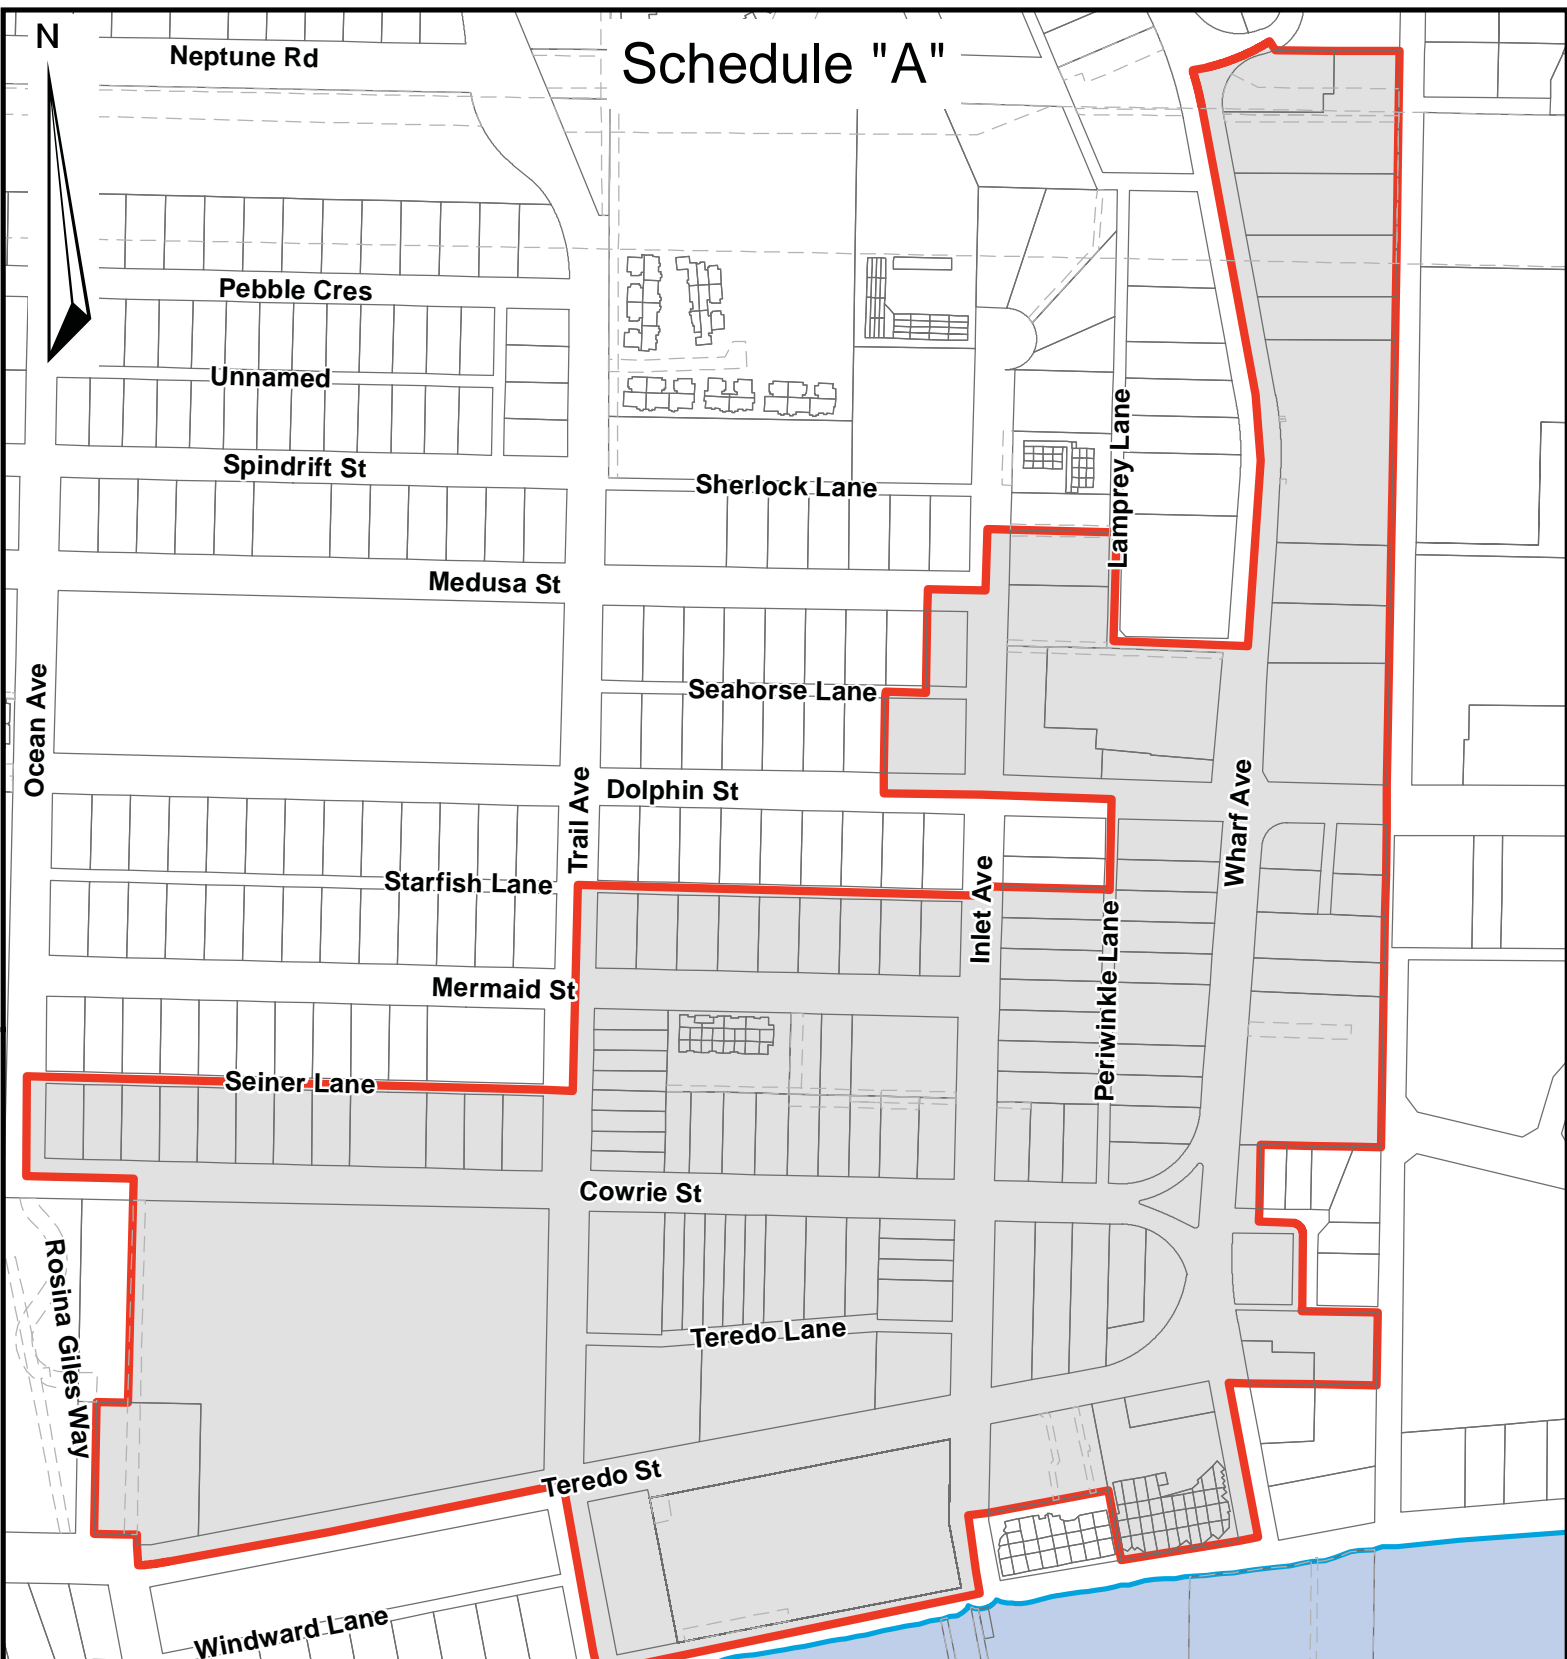 N
Schedule "A"
Neptune Rd
Pebble Cres
Unnamed
Spindrift St
Sherlock Lane
Lamprey Lane
Medusa St
Seahorse Lane
Ocean Ave
Trail Ave
Dolphin St
Wharf Ave
Starfish Lane
Inlet Ave
Periwinkle Lane
Mermaid St
Seiner Lane
Cowrie St
Rosina Giles Way
Teredo Lane
Teredo St
Windward Lane